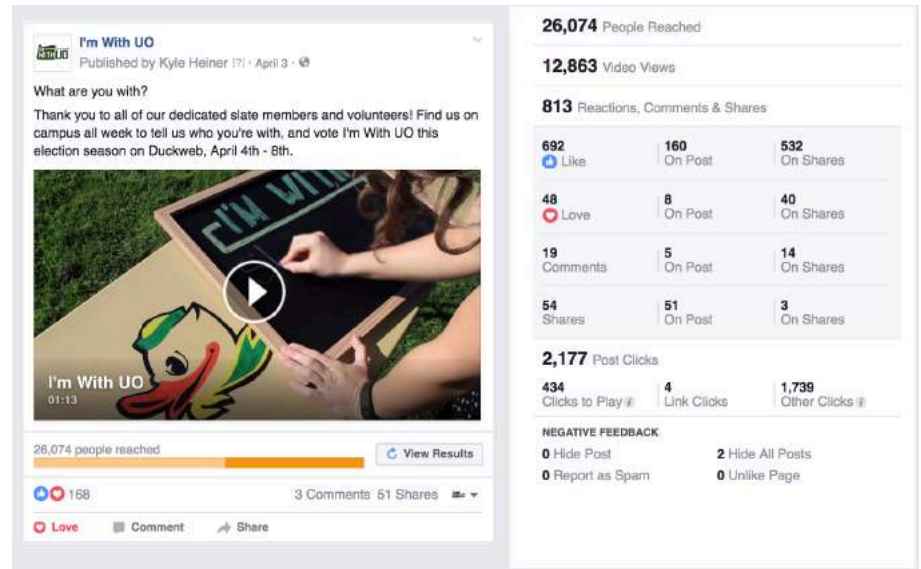 I'm With UO
Published by Kyle Heiner [?] · April 3 ·
What are you with?
Thank you to all of our dedicated slate members and volunteers! Find us on
campus all week to tell us who you're with, and vote I'm With UO this
election season on Duckweb, April 4th - 8th.
I'M WITH
I'm With UO
01:13
26,074 people reached
View Results
168
3 Comments 51 Shares
Love Comment Share
26,074 People Reached
12,863 Video Views
813 Reactions, Comments & Shares
692 160 532
Like On Post On Shares
48 8 40
Love On Post On Shares
19 5 14
Comments On Post On Shares
54 51 3
Shares On Post On Shares
2,177 Post Clicks
434 4 1,739
Clicks to Play Link Clicks Other Clicks
NEGATIVE FEEDBACK
0 Hide Post 2 Hide All Posts
0 Report as Spam 0 Unlike Page